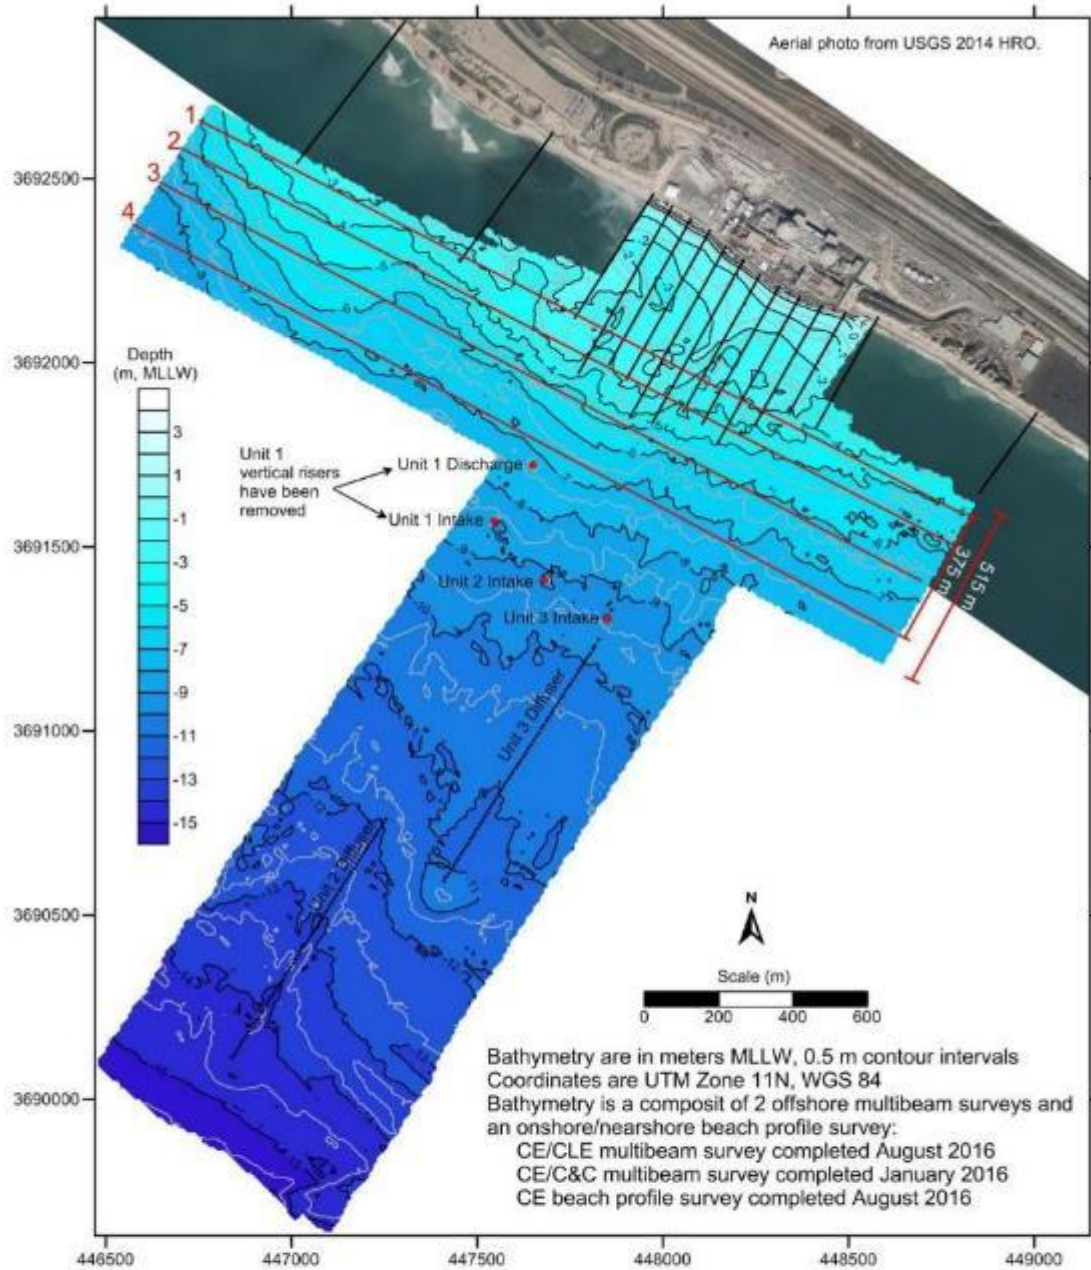 Aerial photo from USGS 2014 HRO.
1
2
3
4
3692500
3692000
3691500
3691000
3690500
3690000
Depth
(m, MLLW)
3
1
-1
-3
-5
-7
-9
-11
-13
-15
Unit 1
vertical risers
have been
removed
Unit 1 Discharge
Unit 1 Intake
Unit 2 Intake
Unit 3 Intake
Unit 3 Diffuser
Unit 2 Diffuser
375 m
515 m
N
Scale (m)
0 200 400 600
Bathymetry are in meters MLLW, 0.5 m contour intervals
Coordinates are UTM Zone 11N, WGS 84
Bathymetry is a composit of 2 offshore multibeam surveys and
an onshore/nearshore beach profile survey:
CE/CLE multibeam survey completed August 2016
CE/C&C multibeam survey completed January 2016
CE beach profile survey completed August 2016
446500 447000 447500 448000 448500 449000